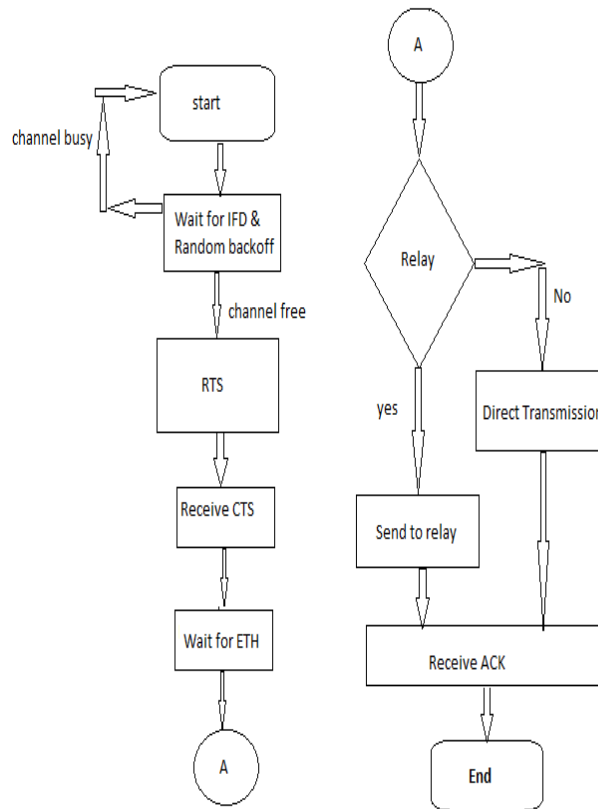 start
channel busy
Wait for IFD &
Random backoff
channel free
RTS
Receive CTS
Wait for ETH
A
A
Relay
No
yes
Direct Transmission
Send to relay
Receive ACK
End